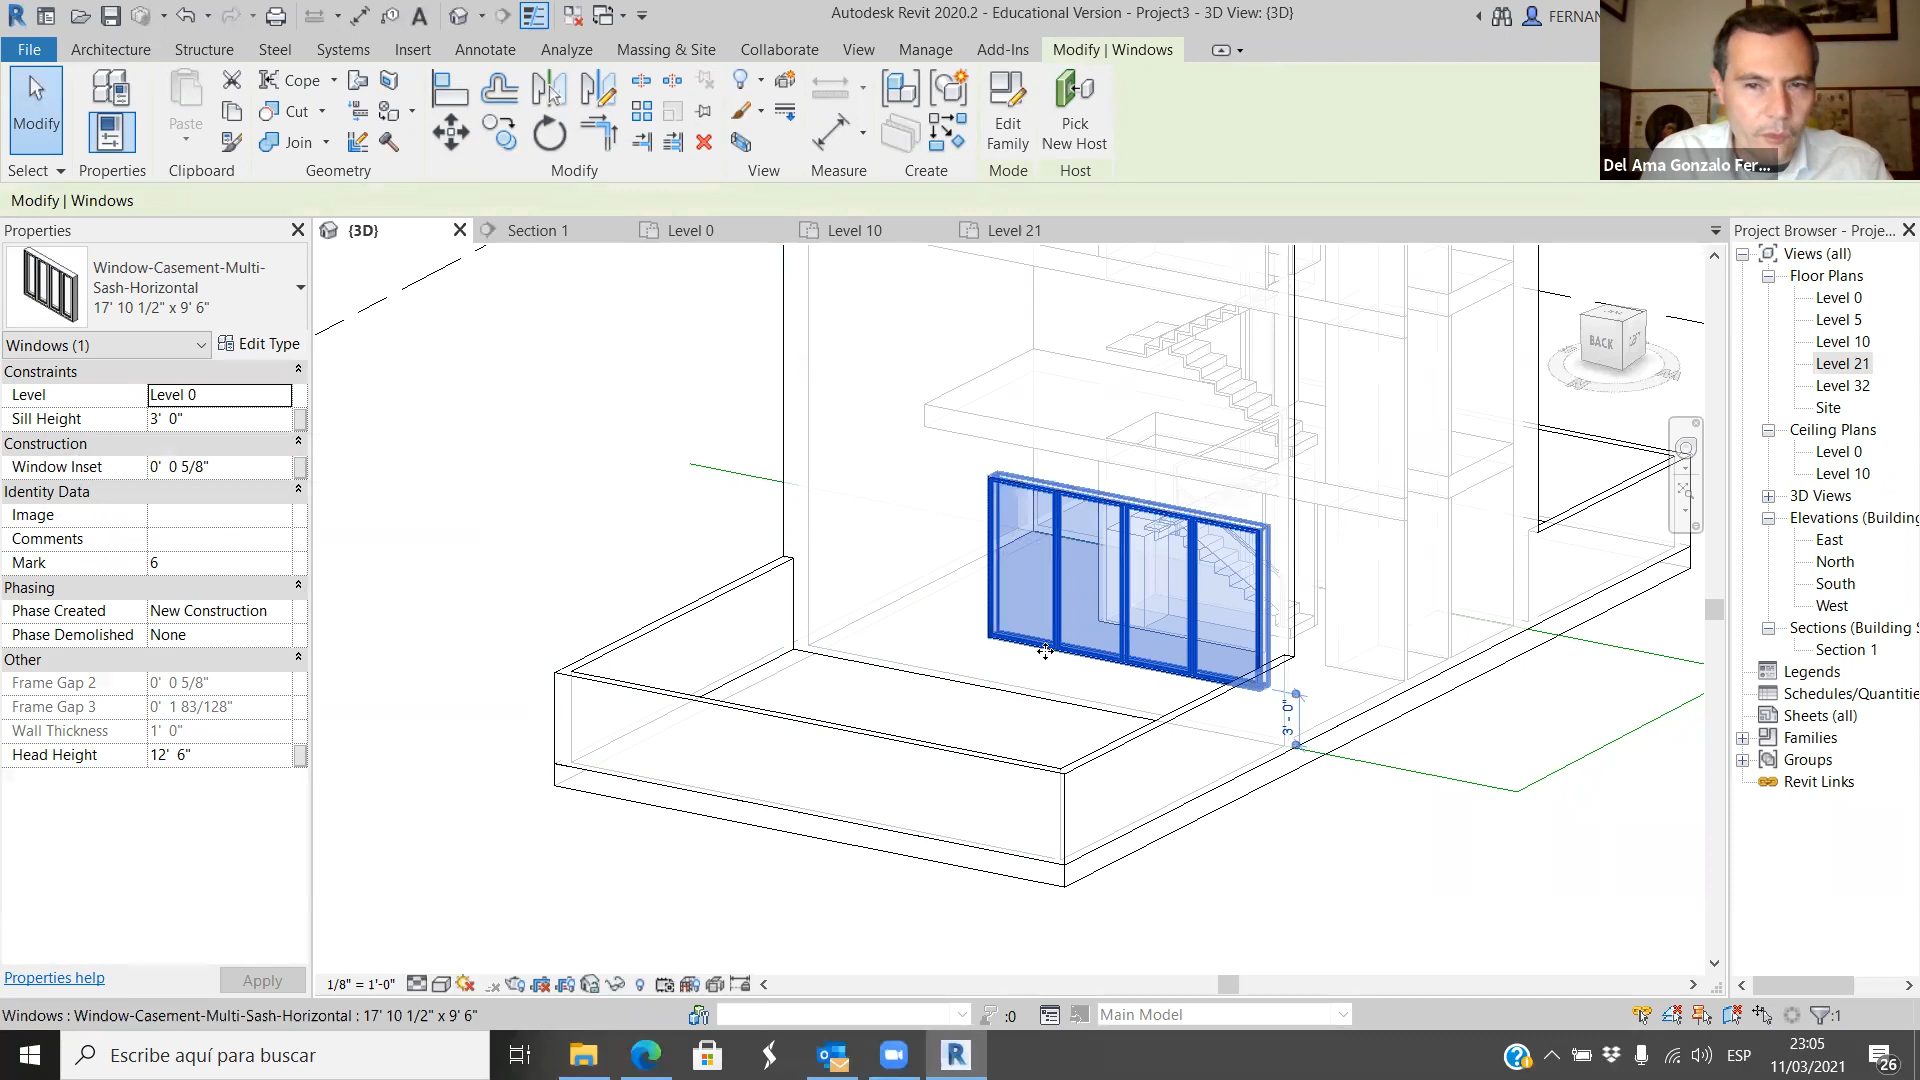 Autodesk Revit 2020.2 - Educational Version - Project3 - 3D View: {3D}
FERNAN
File Architecture Structure Steel Systems Insert Annotate Analyze Massing & Site Collaborate View Manage Add-Ins Modify | Windows
Modify
Paste
Cope
Cut
Join
Edit
Family
Pick
New Host
Select Properties Clipboard Geometry Modify View Measure Create Mode Host
Del Ama Gonzalo Fer...
Modify | Windows
Properties
{3D}
Section 1
Level 0
Level 10
Level 21
Project Browser - Proje...
Window-Casement-Multi-
Sash-Horizontal
17' 10 1/2" x 9' 6"
Windows (1)
Edit Type
Constraints
Level Level 0
Sill Height 3' 0"
Construction
Window Inset 0' 0 5/8"
Identity Data
Image
Comments
Mark 6
Phasing
Phase Created New Construction
Phase Demolished None
Other
Frame Gap 2 0' 0 5/8"
Frame Gap 3 0' 1 83/128"
Wall Thickness 1' 0"
Head Height 12' 6"
Properties help
Apply
BACK
3' - 0"
Views (all)
Floor Plans
Level 0
Level 5
Level 10
Level 21
Level 32
Site
Ceiling Plans
Level 0
Level 10
3D Views
Elevations (Building
East
North
South
West
Sections (Building S
Section 1
Legends
Schedules/Quantitie
Sheets (all)
Families
Groups
Revit Links
1/8" = 1'-0"
Windows : Window-Casement-Multi-Sash-Horizontal : 17' 10 1/2" x 9' 6"
:0
Main Model
:1
Escribe aquí para buscar
ESP
23:05
11/03/2021
26